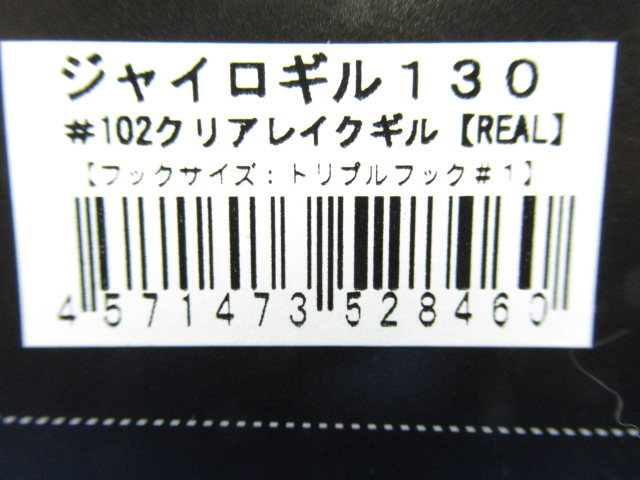 ジャイロギル１３０
#102クリアレイクギル【REAL】
【フックサイズ：トリプルフック＃１】
4571473528460